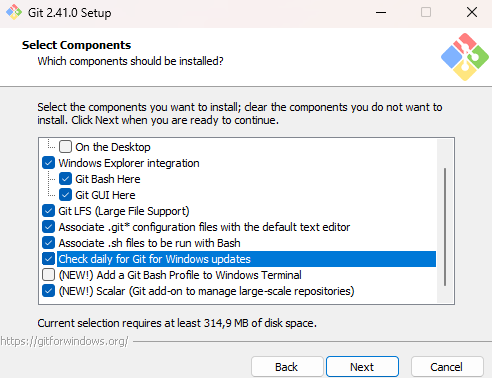 Git 2.41.0 Setup
Select Components
Which components should be installed?
Select the components you want to install; clear the components you do not want to
install. Click Next when you are ready to continue.
On the Desktop
Windows Explorer integration
Git Bash Here
Git GUI Here
Git LFS (Large File Support)
Associate .git* configuration files with the default text editor
Associate .sh files to be run with Bash
Check daily for Git for Windows updates
(NEW!) Add a Git Bash Profile to Windows Terminal
(NEW!) Scalar (Git add-on to manage large-scale repositories)
Current selection requires at least 314,9 MB of disk space.
https://gitforwindows.org/
Back Next Cancel